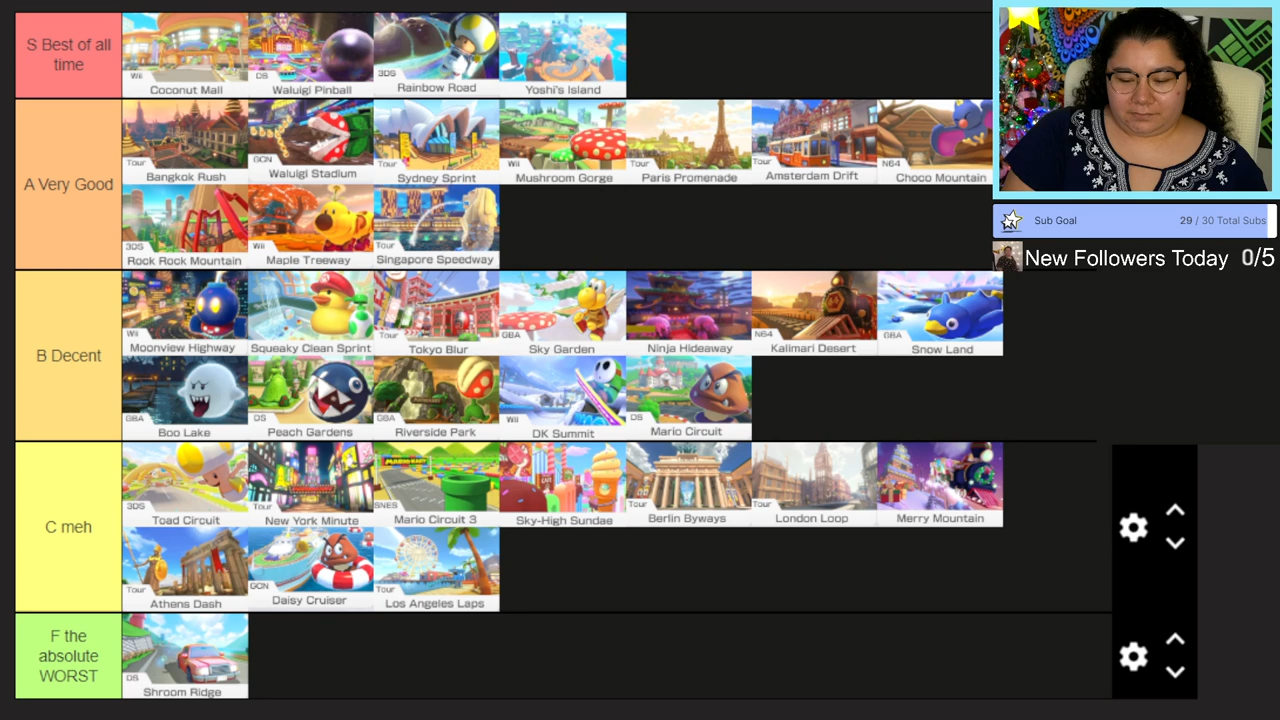 S Best of all
time
Wii
Coconut Mall
DS
Waluigi Pinball
3DS
Rainbow Road
Yoshi's Island
A Very Good
Tour
Bangkok Rush
GCN
Waluigi Stadium
Tour
Sydney Sprint
Wii
Mushroom Gorge
Tour
Paris Promenade
Tour
Amsterdam Drift
N64
Choco Mountain
3DS
Rock Rock Mountain
Wii
Maple Treeway
Tour
Singapore Speedway
B Decent
Wii
Moonview Highway
Squeaky Clean Sprint
Tour
Tokyo Blur
GBA
Sky Garden
Ninja Hideaway
N64
Kalimari Desert
GBA
Snow Land
GBA
Boo Lake
DS
Peach Gardens
GBA
Riverside Park
Wii
DK Summit
DS
Mario Circuit
C meh
3DS
Toad Circuit
Tour
New York Minute
MARIO KART
SNES
Mario Circuit 3
Sky-High Sundae
Tour
Berlin Byways
Tour
London Loop
Merry Mountain
Tour
Athens Dash
GCN
Daisy Cruiser
Tour
Los Angeles Laps
F the
absolute
WORST
DS
Shroom Ridge
Sub Goal
29 / 30 Total Subs
New Followers Today 0/5